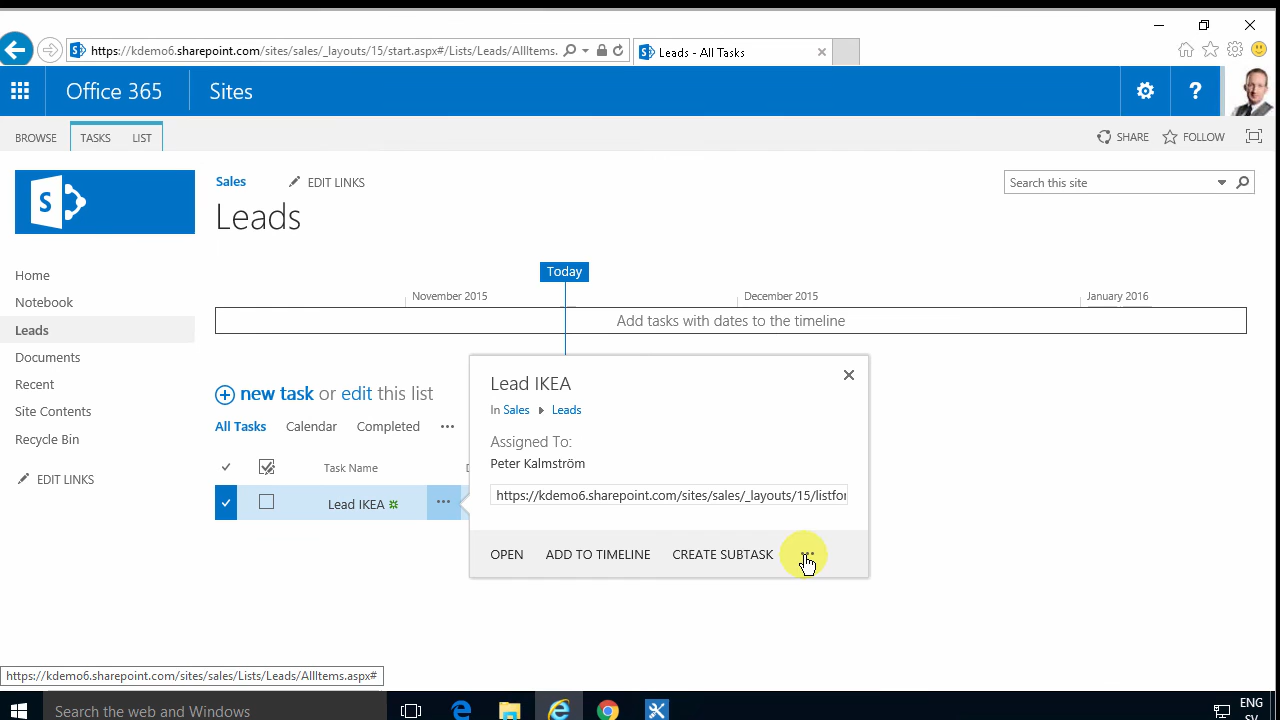 https://kdemo6.sharepoint.com/sites/sales/_layouts/15/start.aspx#/Lists/Leads/AllItems.
Leads - All Tasks
Office 365
Sites
?
BROWSE
TASKS
LIST
SHARE
FOLLOW
S
Sales
EDIT LINKS
Search this site
Leads
Today
Home
Notebook
Leads
Documents
Recent
Site Contents
Recycle Bin
EDIT LINKS
November 2015
December 2015
January 2016
Add tasks with dates to the timeline
new task or edit this list
All Tasks
Calendar
Completed
...
Task Name
Lead IKEA
...
Lead IKEA
In Sales
Leads
Assigned To:
Peter Kalmström
https://kdemo6.sharepoint.com/sites/sales/_layouts/15/listfor
OPEN
ADD TO TIMELINE
CREATE SUBTASK
...
https://kdemo6.sharepoint.com/sites/sales/Lists/Leads/AllItems.aspx#
Search the web and Windows
ENG
SV